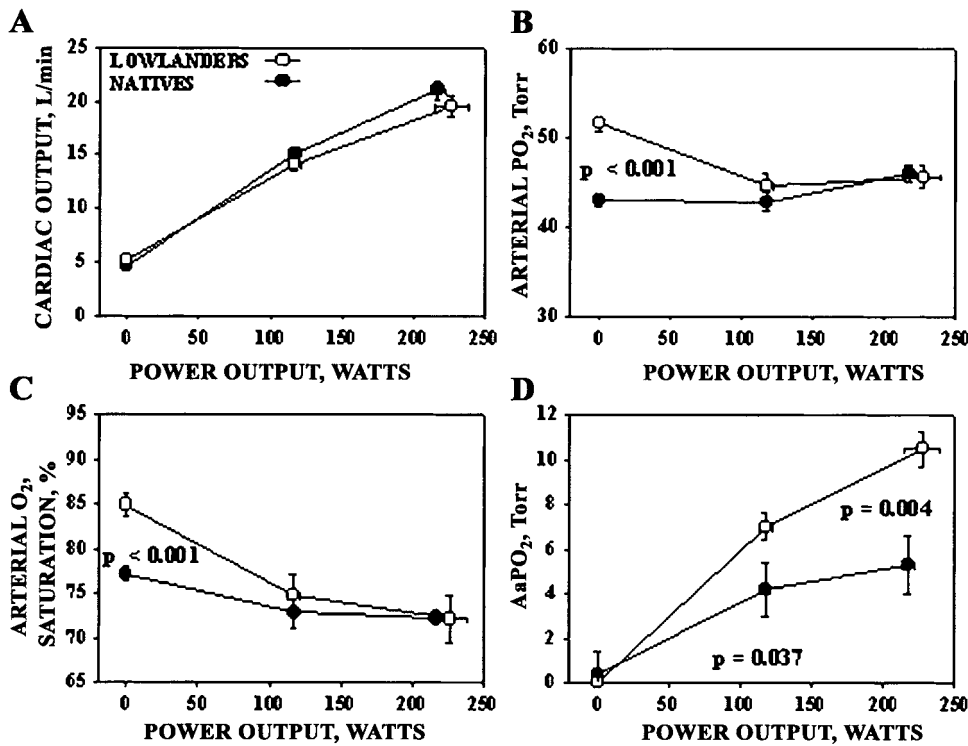 A
CARDIAC OUTPUT, L/min
25
20
15
10
5
0
LOWLANDERS
NATIVES
0 50 100 150 200 250
POWER OUTPUT, WATTS
B
ARTERIAL PO2, Torr
60
50
40
30
p < 0.001
0 50 100 150 200 250
POWER OUTPUT, WATTS
C
ARTERIAL O2,
SATURATION, %
95
90
85
80
75
70
65
p < 0.001
0 50 100 150 200 250
POWER OUTPUT, WATTS
D
AaPO2, Torr
12
10
8
6
4
2
0
p = 0.004
p = 0.037
0 50 100 150 200 250
POWER OUTPUT, WATTS